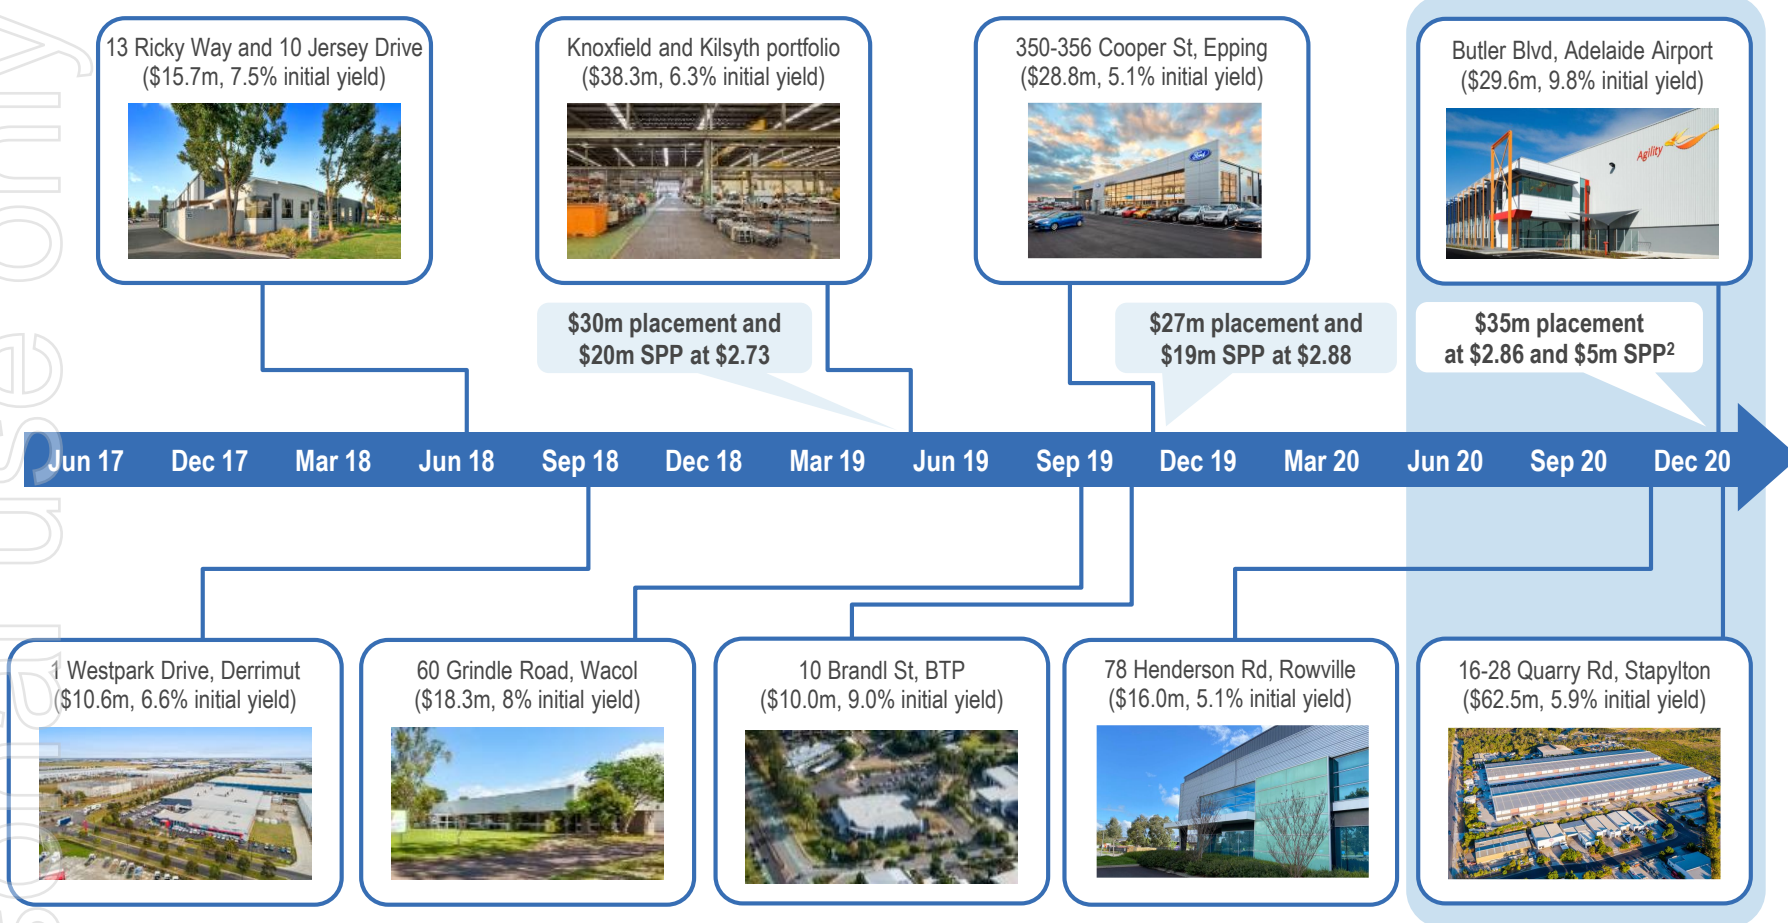 13 Ricky Way and 10 Jersey Drive
($15.7m, 7.5% initial yield)
Knoxfield and Kilsyth portfolio
($38.3m, 6.3% initial yield)
350-356 Cooper St, Epping
($28.8m, 5.1% initial yield)
Ford
Butler Blvd, Adelaide Airport
($29.6m, 9.8% initial yield)
Agility
$30m placement and
$20m SPP at $2.73
$27m placement and
$19m SPP at $2.88
$35m placement
at $2.86 and $5m SPP2
Jun 17 Dec 17 Mar 18 Jun 18 Sep 18 Dec 18 Mar 19 Jun 19 Sep 19 Dec 19 Mar 20 Jun 20 Sep 20 Dec 20
1 Westpark Drive, Derrimut
($10.6m, 6.6% initial yield)
60 Grindle Road, Wacol
($18.3m, 8% initial yield)
10 Brandl St, BTP
($10.0m, 9.0% initial yield)
78 Henderson Rd, Rowville
($16.0m, 5.1% initial yield)
16-28 Quarry Rd, Stapylton
($62.5m, 5.9% initial yield)
sonal use only